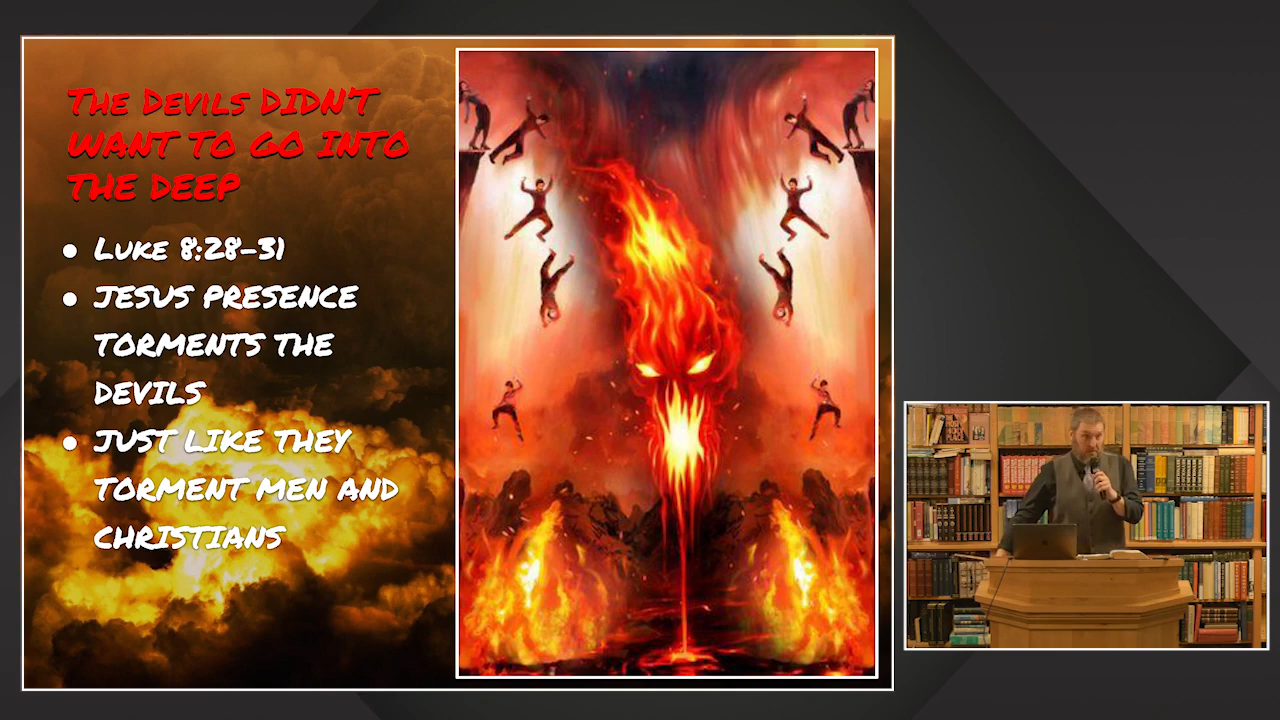 The Devils DIDN'T
WANT TO GO INTO
THE DEEP
• Luke 8:28-31
• JESUS PRESENCE
TORMENTS THE
DEVILS
• JUST LIKE THEY
TORMENT MEN AND
CHRISTIANS